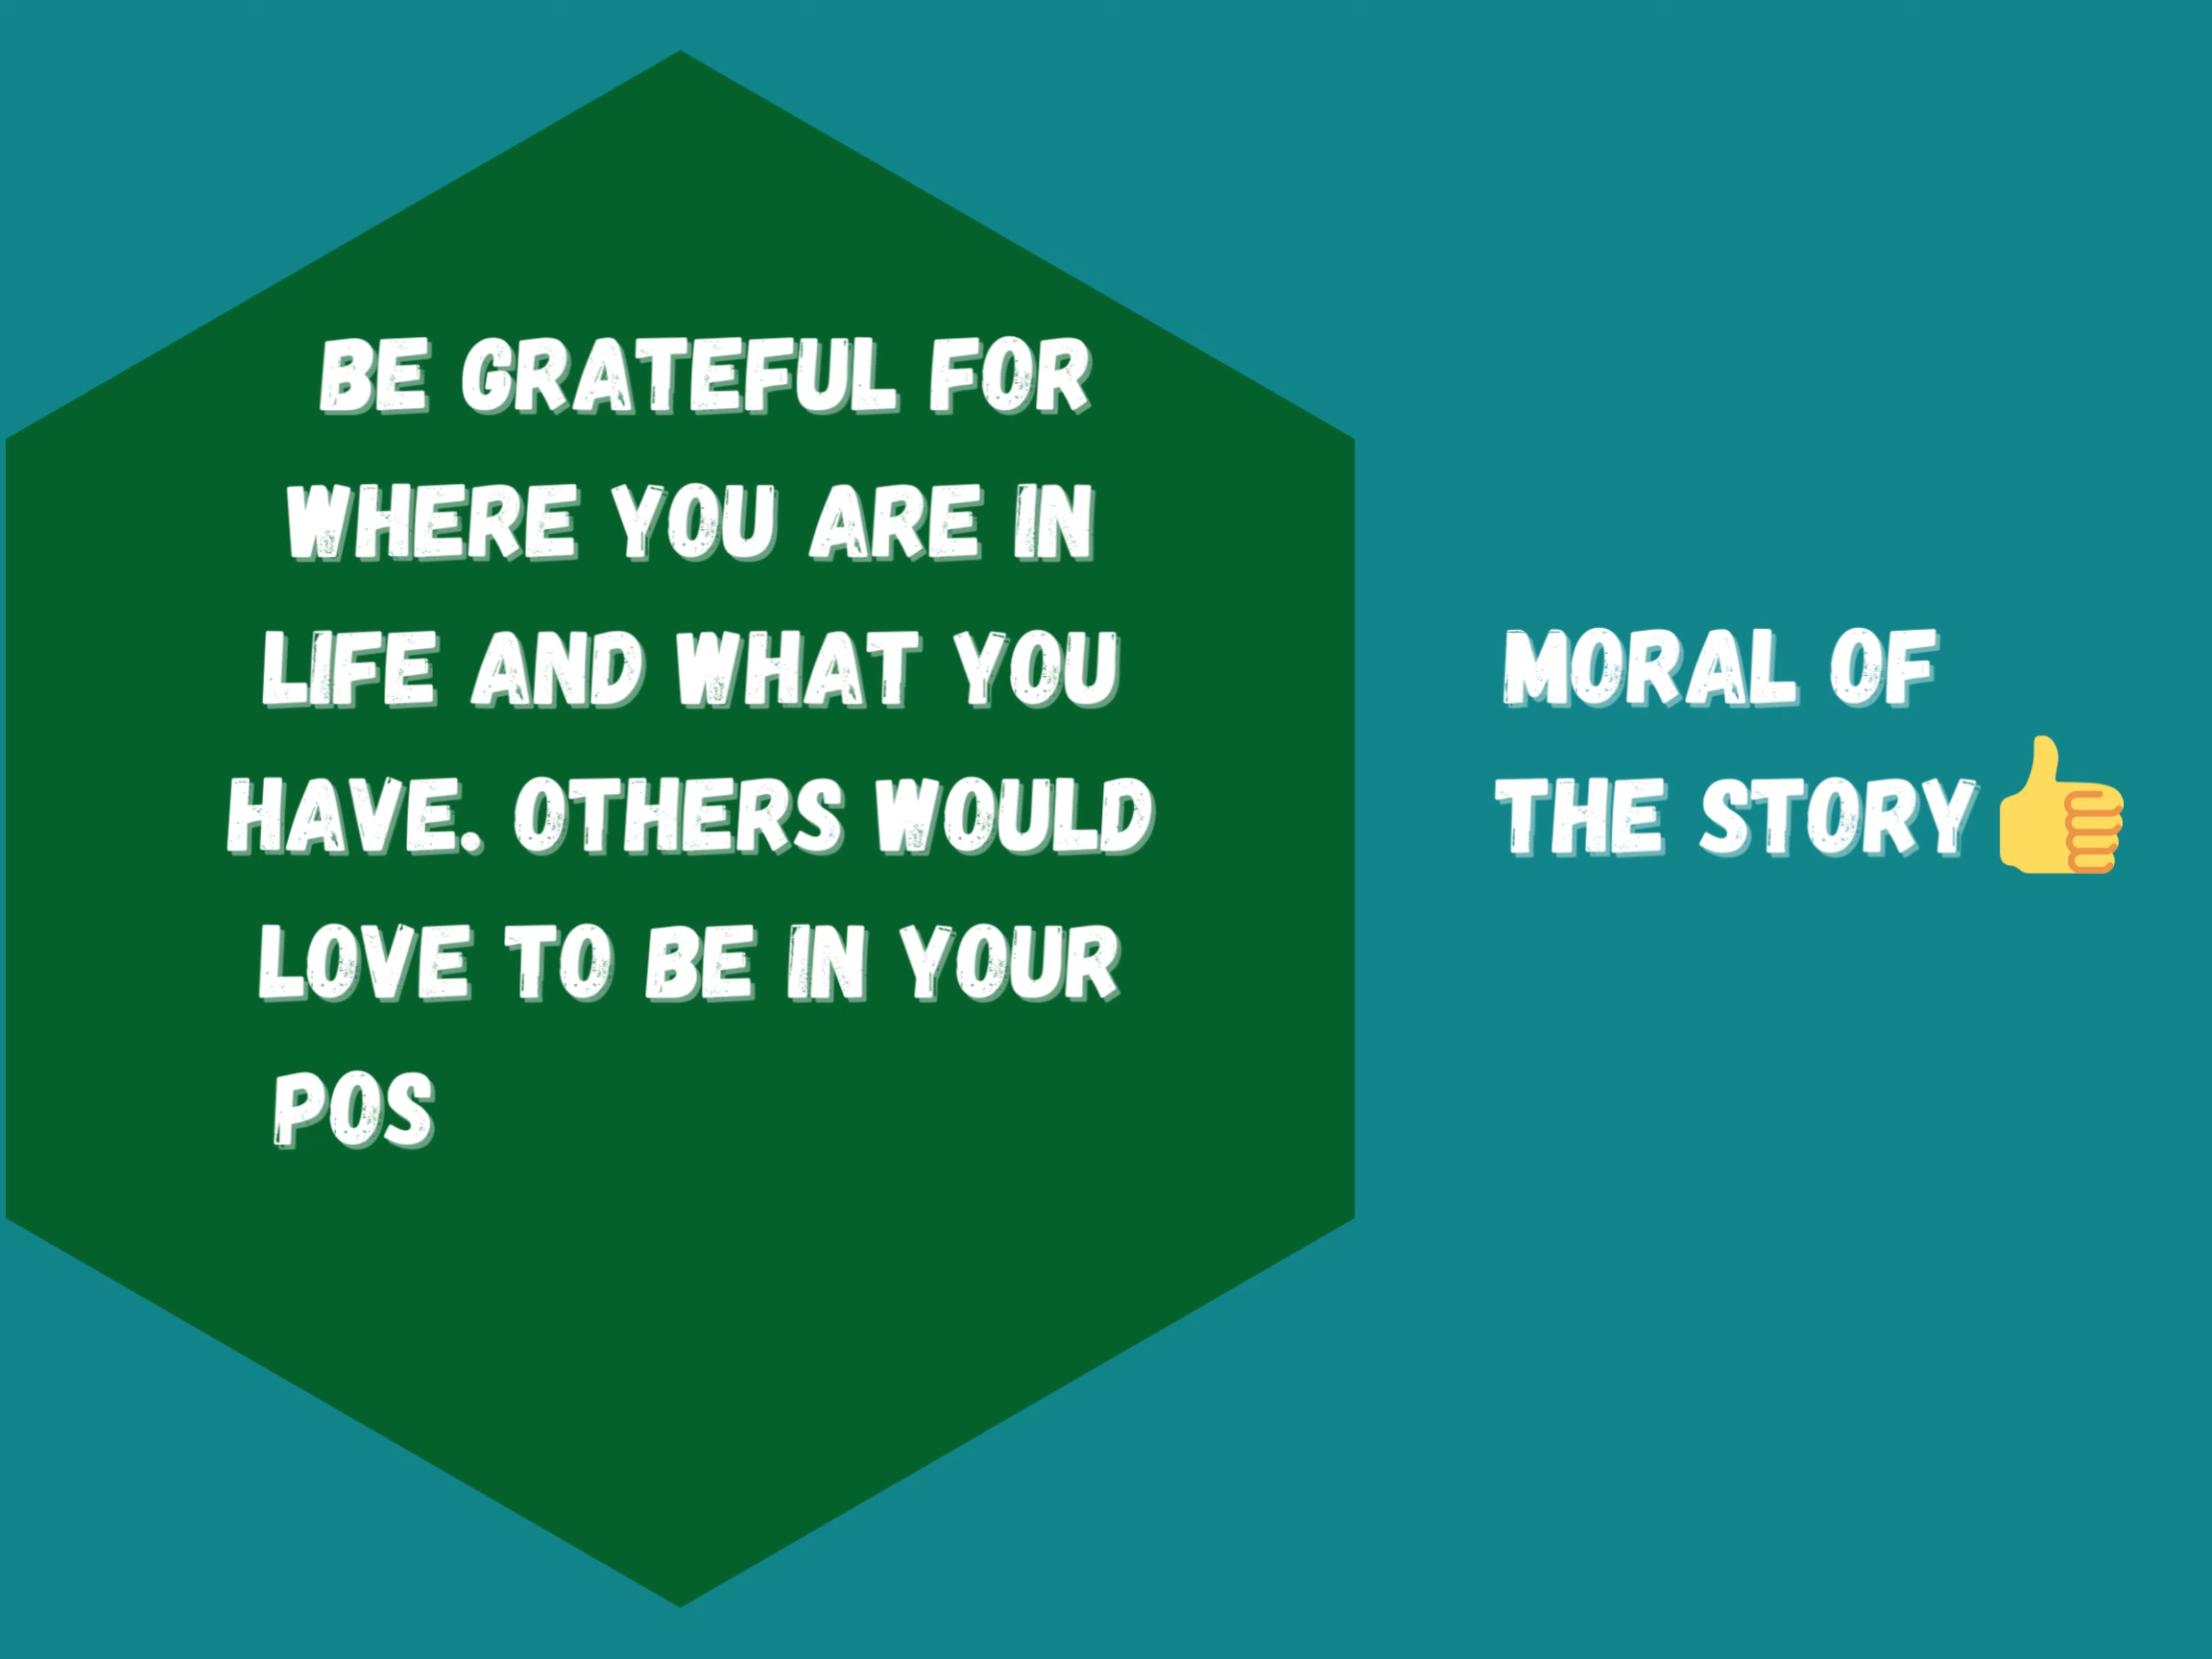 BE GRATEFUL FOR
WHERE YOU ARE IN
LIFE AND WHAT YOU
HAVE. OTHERS WOULD
LOVE TO BE IN YOUR
POS
MORAL OF
THE STORY👍